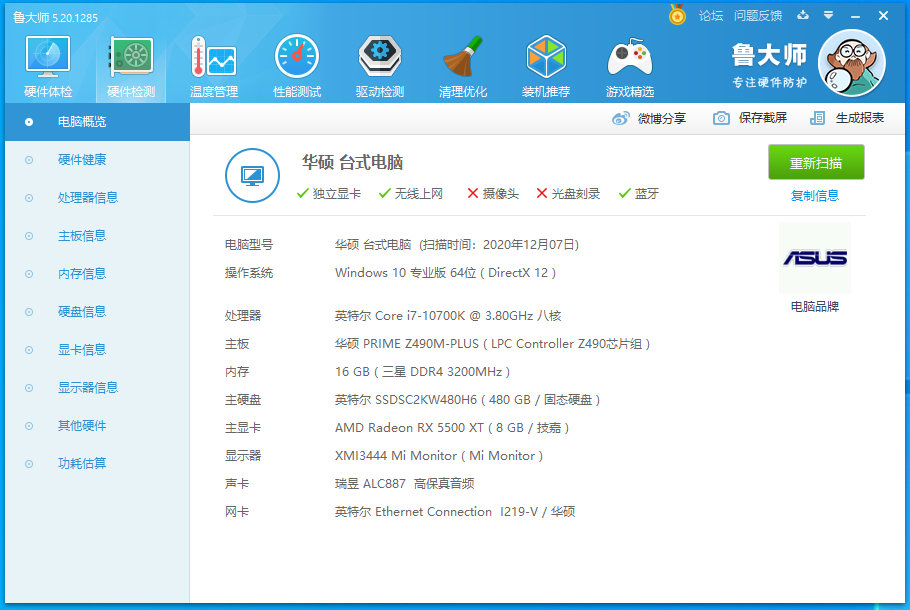 鲁大师 5.20.1285
论坛 问题反馈
硬件体检 硬件检测 温度管理 性能测试 驱动检测 清理优化 装机推荐 游戏精选
鲁大师
专注硬件防护
微博分享 保存截屏 生成报表
电脑概览
硬件健康
处理器信息
主板信息
内存信息
硬盘信息
显卡信息
显示器信息
其他硬件
功耗估算
华硕 台式电脑
独立显卡 无线上网 摄像头 光盘刻录 蓝牙
重新扫描
复制信息
电脑型号 华硕 台式电脑 (扫描时间：2020年12月07日)
操作系统 Windows 10 专业版 64位 ( DirectX 12 )
ASUS
电脑品牌
处理器 英特尔 Core i7-10700K @ 3.80GHz 八核
主板 华硕 PRIME Z490M-PLUS ( LPC Controller Z490芯片组 )
内存 16 GB ( 三星 DDR4 3200MHz )
主硬盘 英特尔 SSDSC2KW480H6 ( 480 GB / 固态硬盘 )
主显卡 AMD Radeon RX 5500 XT ( 8 GB / 技嘉 )
显示器 XMI3444 Mi Monitor ( Mi Monitor )
声卡 瑞昱 ALC887 高保真音频
网卡 英特尔 Ethernet Connection I219-V / 华硕